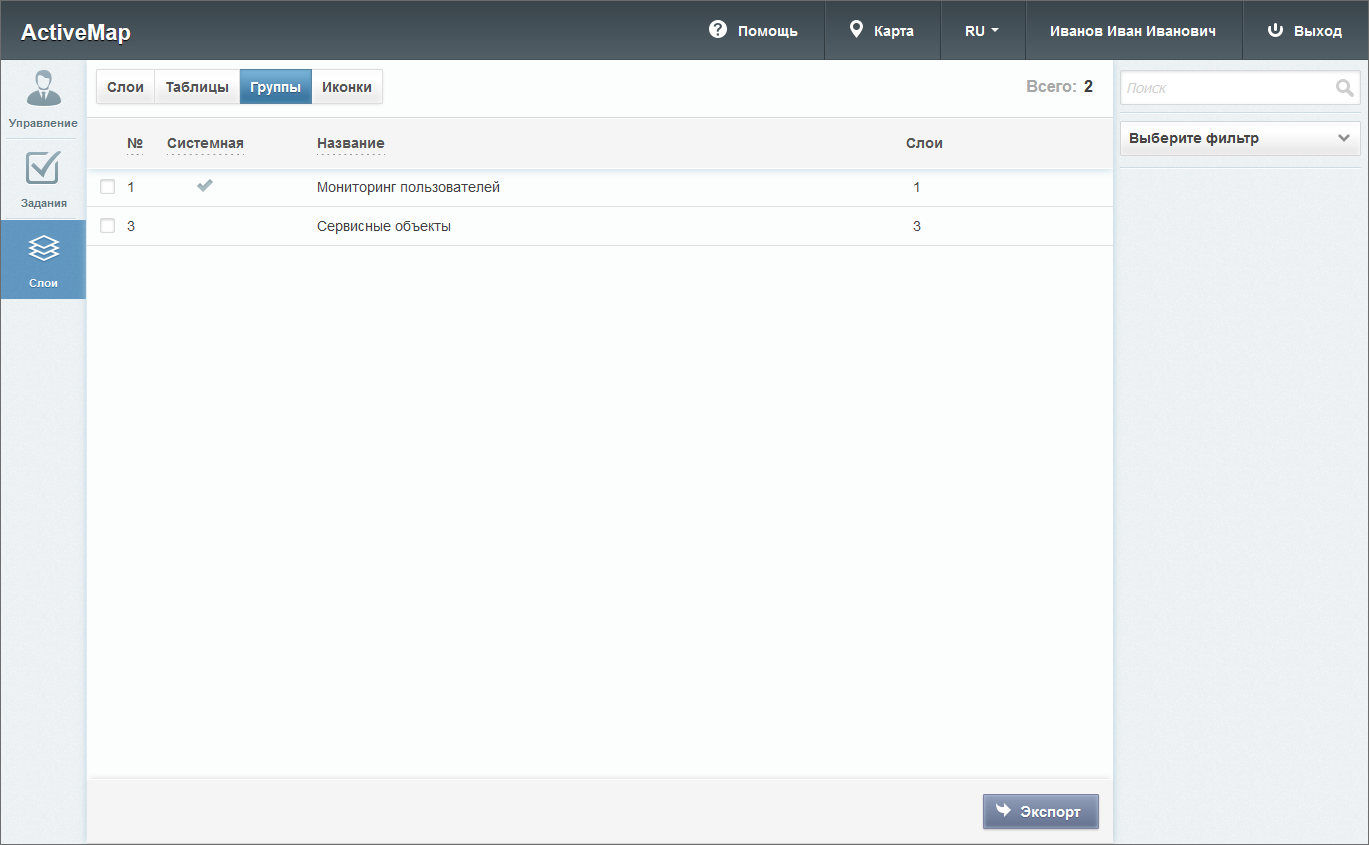 ActiveMap
Помощь
Карта
RU
Иванов Иван Иванович
Выход
Управление
Задания
Слои
Слои Таблицы Группы Иконки
Всего: 2
№ Системная Название Слои
1 Мониторинг пользователей 1
3 Сервисные объекты 3
Экспорт
Поиск
Выберите фильтр